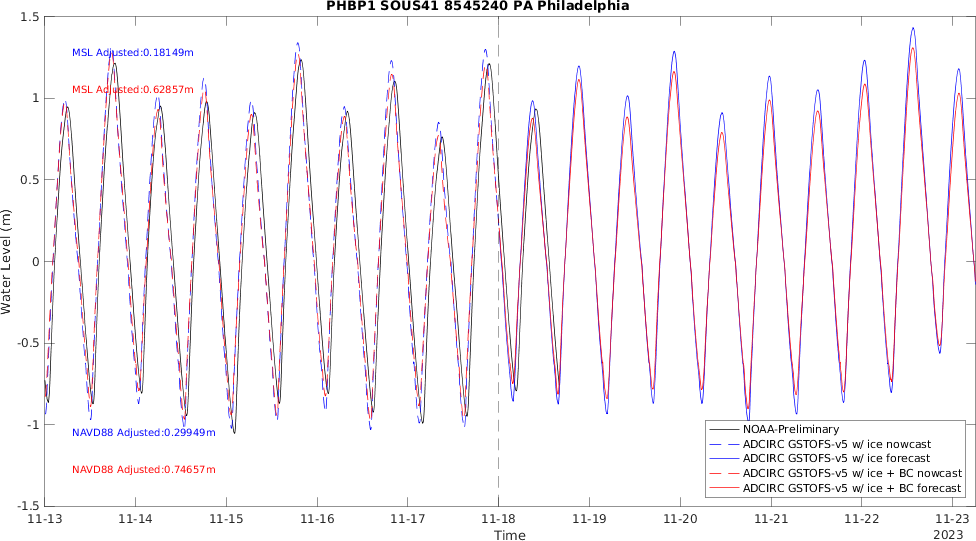 PHBP1 SOUS41 8545240 PA Philadelphia
1.5
1
0.5
0
-0.5
-1
-1.5
Water Level (m)
MSL Adjusted:0.18149m
MSL Adjusted:0.62857m
NAVD88 Adjusted:0.29949m
NAVD88 Adjusted:0.74657m
NOAA-Preliminary
ADCIRC GSTOFS-v5 w/ ice nowcast
ADCIRC GSTOFS-v5 w/ ice forecast
ADCIRC GSTOFS-v5 w/ ice + BC nowcast
ADCIRC GSTOFS-v5 w/ ice + BC forecast
11-13 11-14 11-15 11-16 11-17 11-18 11-19 11-20 11-21 11-22 11-23
2023
Time